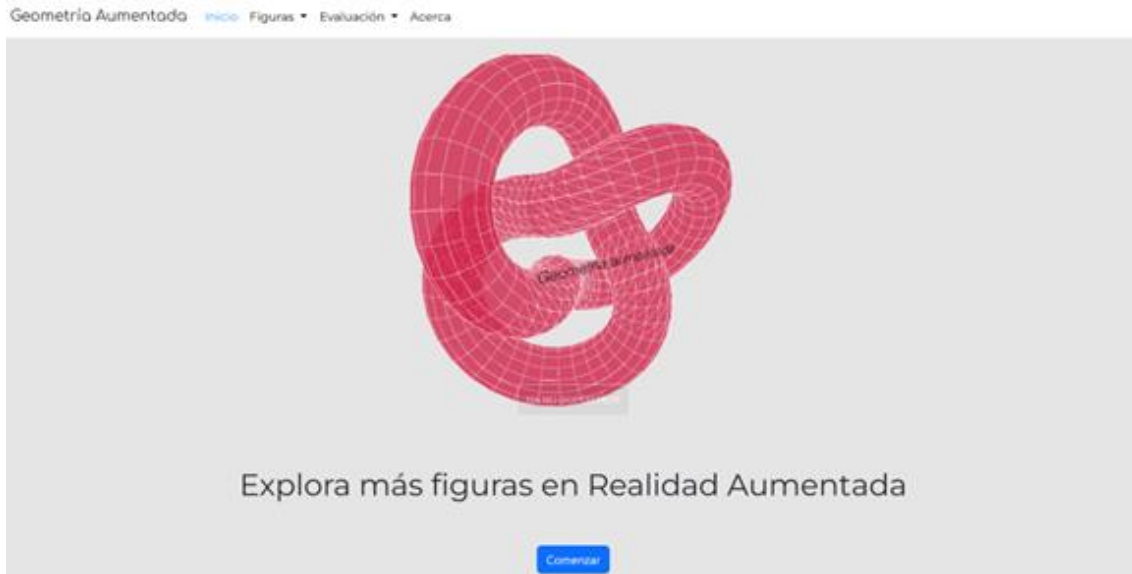 Geometría Aumentada Inicio Figuras Evaluación Acerca
Geometría aumentada
Explora más figuras en Realidad Aumentada
Comenzar